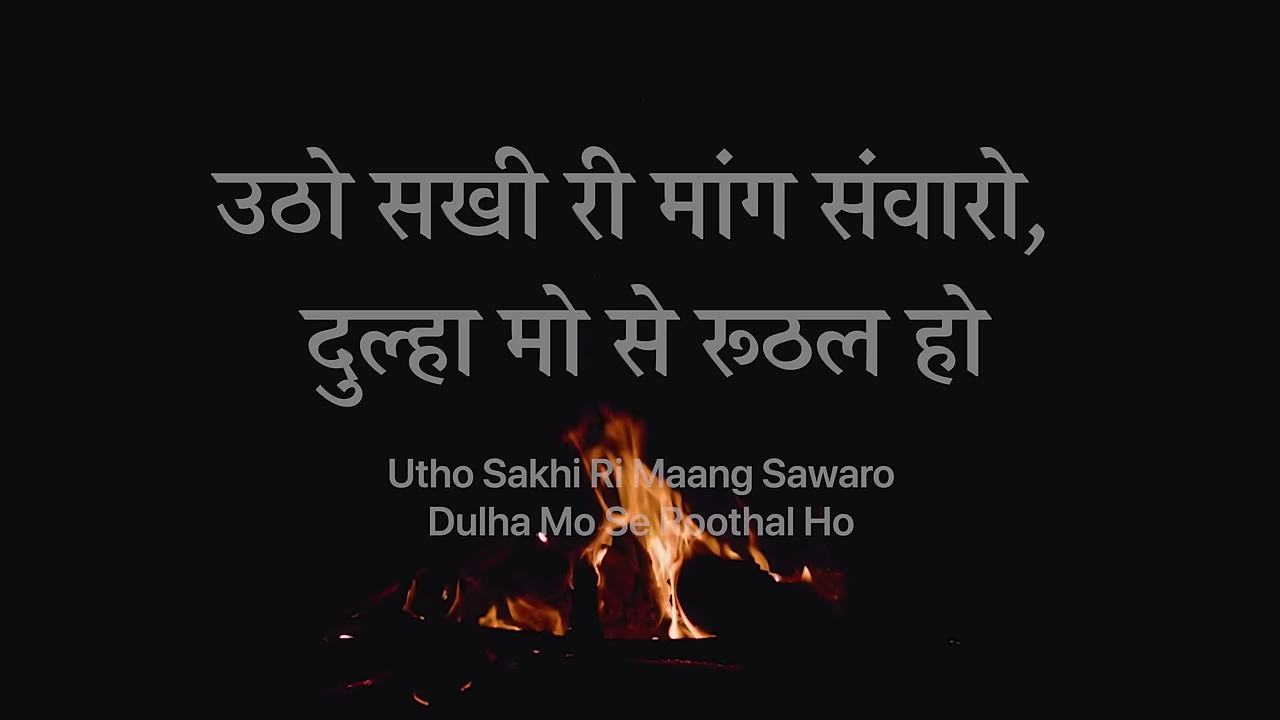 उठो सखी री मांग संवारो,
दुल्हा मो से रूठल हो
Utho Sakhi Ri Maang Sawaro
Dulha Mo Se Roothal Ho